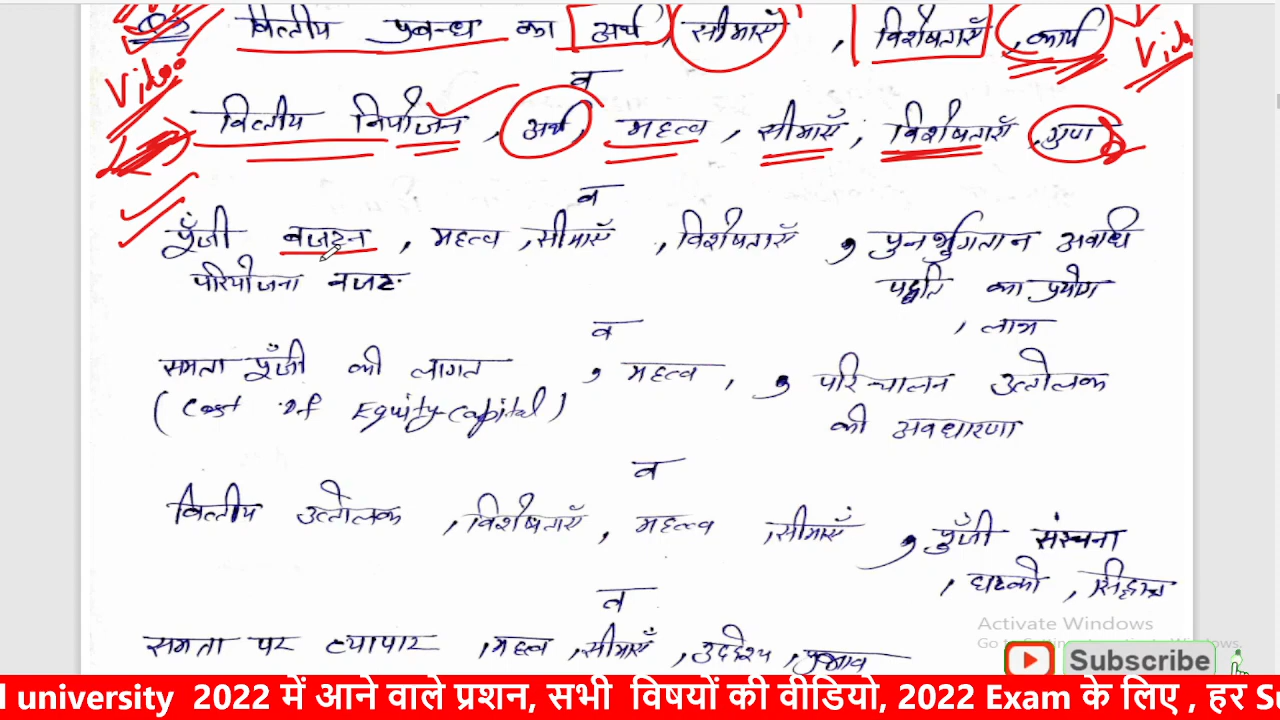 वित्तीय प्रबन्ध का अर्थ, सीमाएँ, विशेषताएँ, कार्य
Video
Video
व
वित्तीय नियोजन, अर्थ, महत्व, सीमाएँ, विशेषताएँ, गुण
व
पूँजी बजटन, महत्व, सीमाएँ, विशेषताएँ, पुनर्भुगतान अवधि
परियोजना बजट
पद्धति का प्रयोग
, लाभ
व
समता पूँजी की लागत, महत्व, परिचालन उत्तोलक
(Cost of Equity capital)
की अवधारणा
व
वित्तीय उत्तोलक, विशेषताएँ, महत्व, सीमाएँ, पूँजी संरचना
, घटको, सिद्धान्त
व
समता पर व्यापार, महत्व, सीमाएँ, उद्देश्य, प्रभाव
Activate Windows
Subscribe
university 2022 में आने वाले प्रशन, सभी विषयों की वीडियो, 2022 Exam के लिए , हर